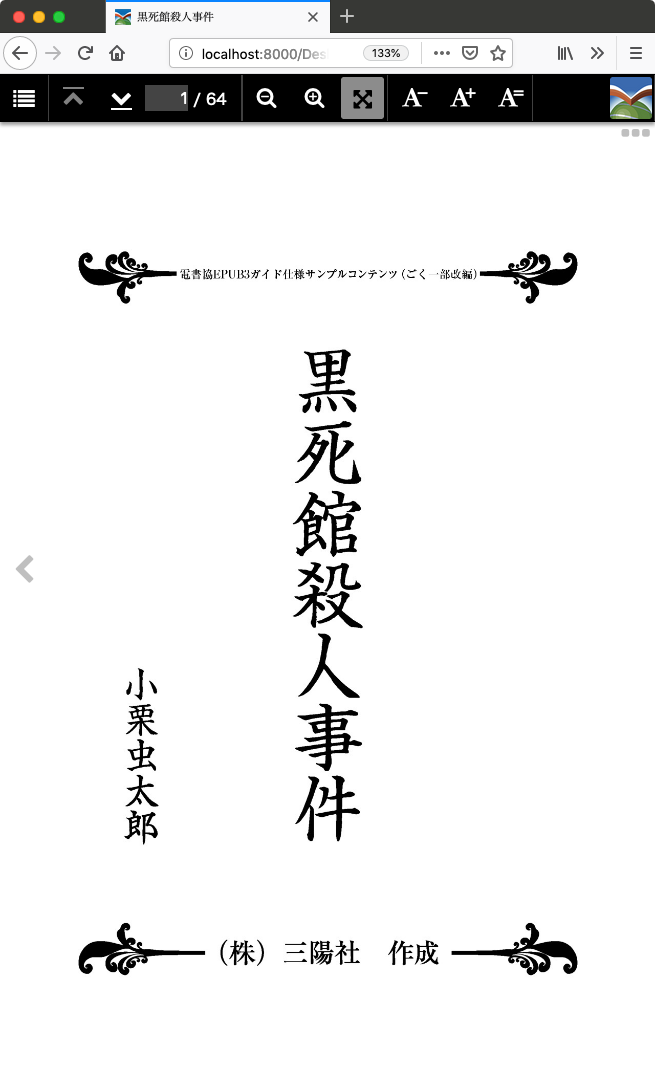 黒死館殺人事件
localhost:8000/Des
133%
1 / 64
A− A+ A=
電書協EPUB3ガイド仕様サンプルコンテンツ（ごく一部改編）
黒死館殺人事件
小栗虫太郎
（株）三陽社　作成